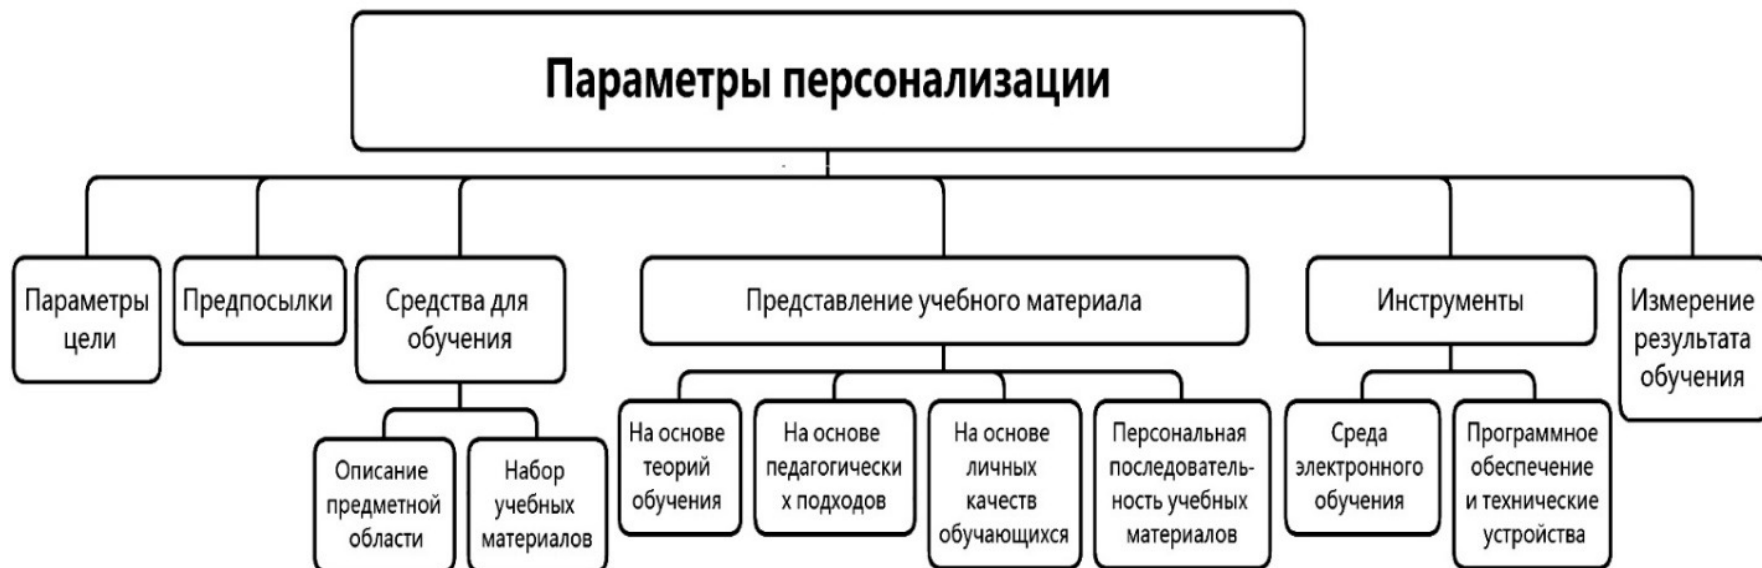 Параметры персонализации
Параметры
цели
Предпосылки
Средства для
обучения
Представление учебного материала
Инструменты
Измерение
результата
обучения
Описание
предметной
области
Набор
учебных
материалов
На основе
теорий
обучения
На основе
педагогически
х подходов
На основе
личных
качеств
обучающихся
Персональная
последователь-
ность учебных
материалов
Среда
электронного
обучения
Программное
обеспечение
и технические
устройства